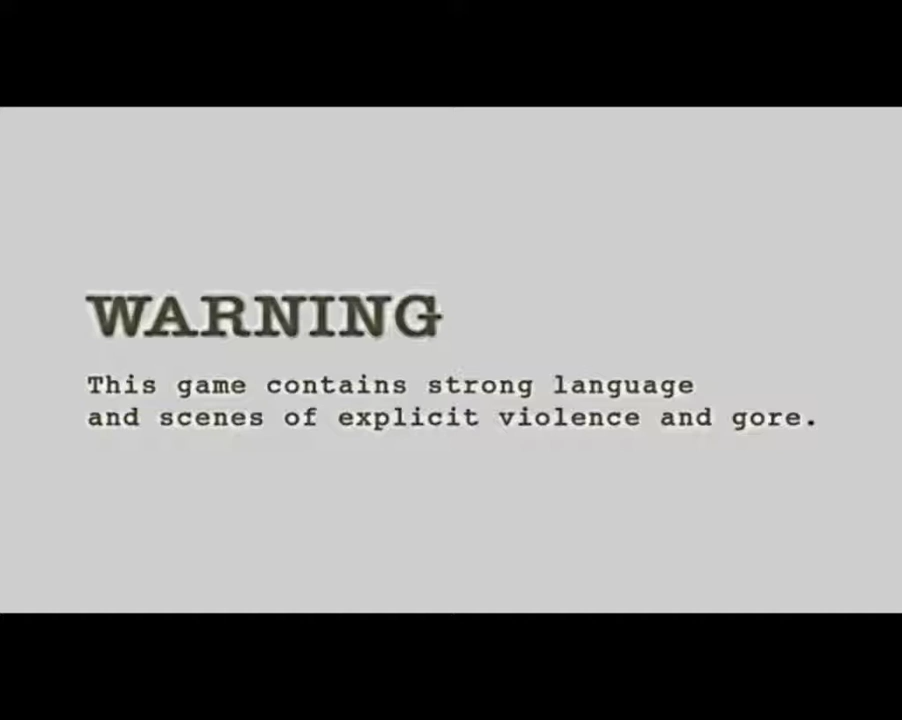 WARNING
This game contains strong language
and scenes of explicit violence and gore.